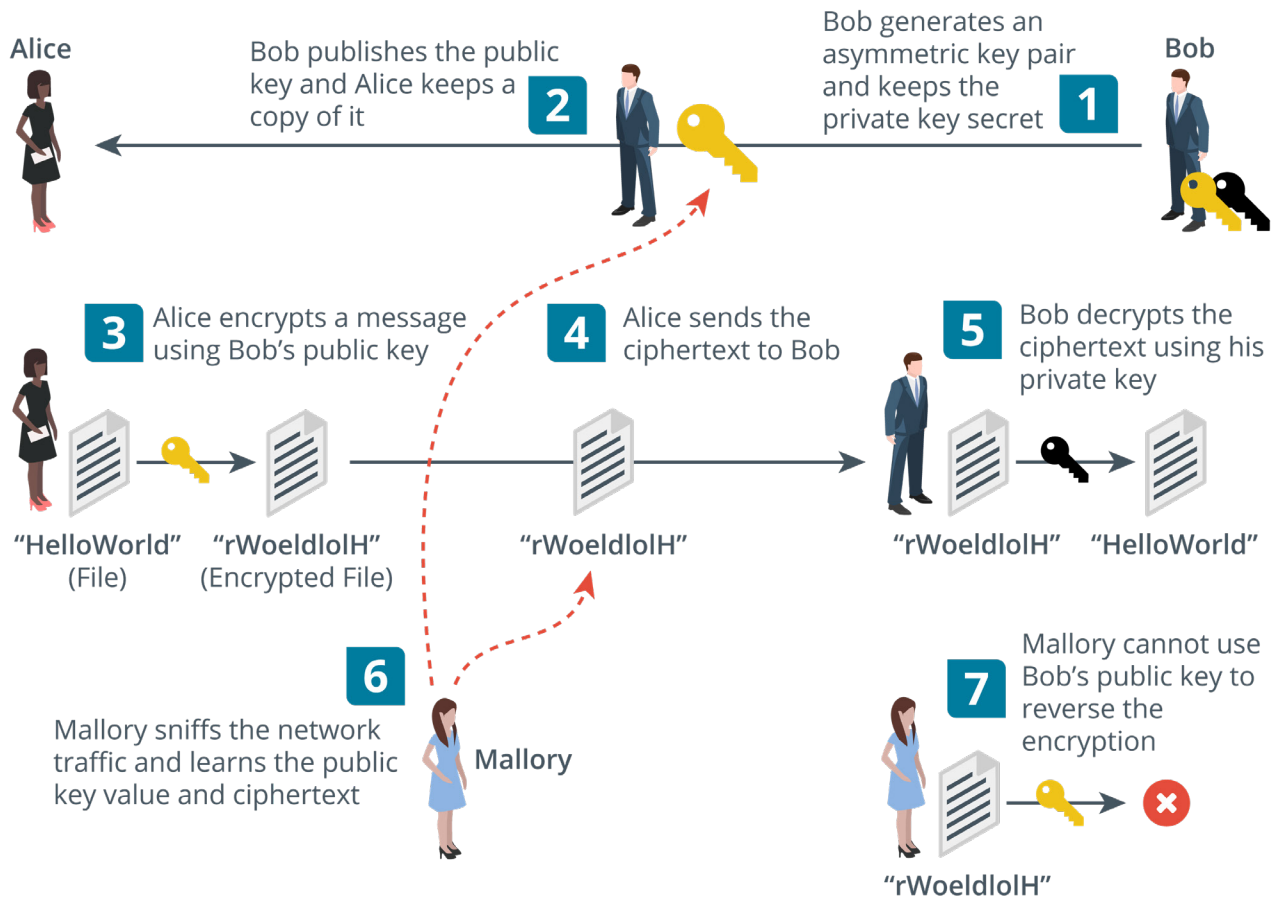 Alice
Bob publishes the public
key and Alice keeps a
copy of it
2
Bob generates an
asymmetric key pair
and keeps the
private key secret
1
Bob
3
Alice encrypts a message
using Bob’s public key
4
Alice sends the
ciphertext to Bob
5
Bob decrypts the
ciphertext using his
private key
“HelloWorld”
(File)
“rWoeldlolH”
(Encrypted File)
“rWoeldlolH”
“rWoeldlolH”
“HelloWorld”
6
Mallory sniffs the network
traffic and learns the public
key value and ciphertext
Mallory
7
Mallory cannot use
Bob’s public key to
reverse the
encryption
“rWoeldlolH”